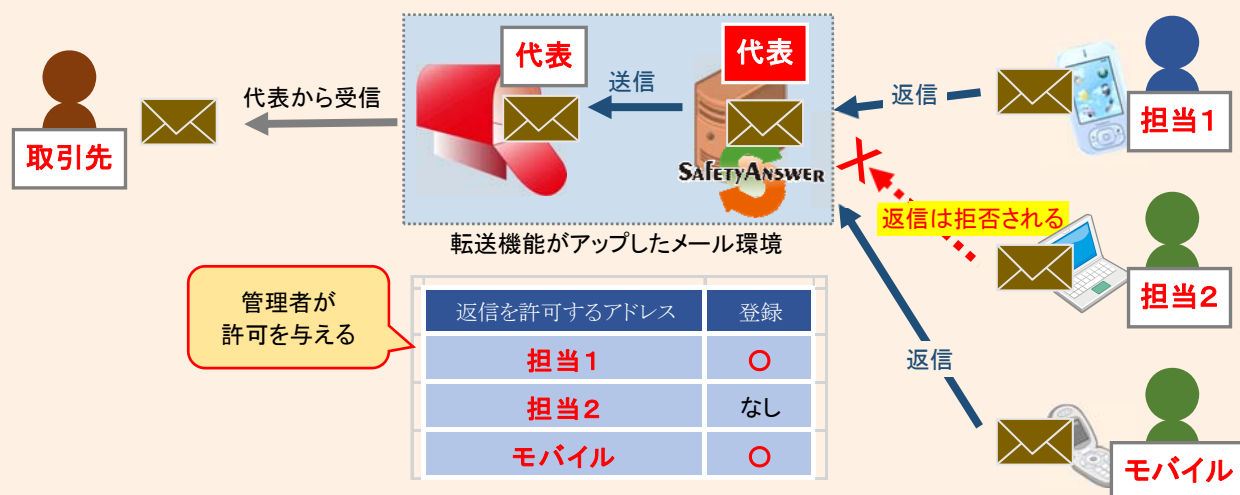 代表
代表
送信
代表から受信
返信
担当1
取引先
SAFETYANSWER
返信は拒否される
転送機能がアップしたメール環境
担当2
管理者が
許可を与える
返信を許可するアドレス 登録
担当1 〇
担当2 なし
モバイル 〇
返信
モバイル